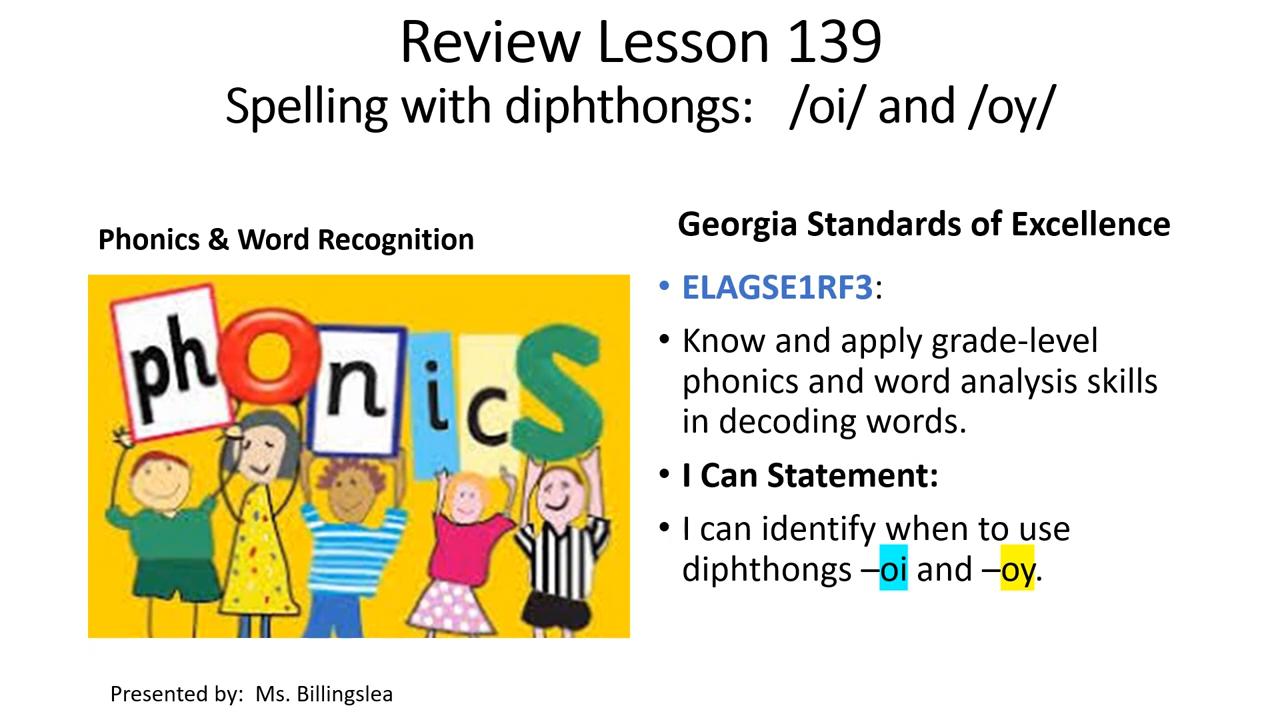 Review Lesson 139
Spelling with diphthongs: /oi/ and /oy/
Phonics & Word Recognition
phOnicS
Georgia Standards of Excellence
• ELAGSE1RF3:
• Know and apply grade-level
phonics and word analysis skills
in decoding words.
• I Can Statement:
• I can identify when to use
diphthongs –oi and –oy.
Presented by: Ms. Billingslea